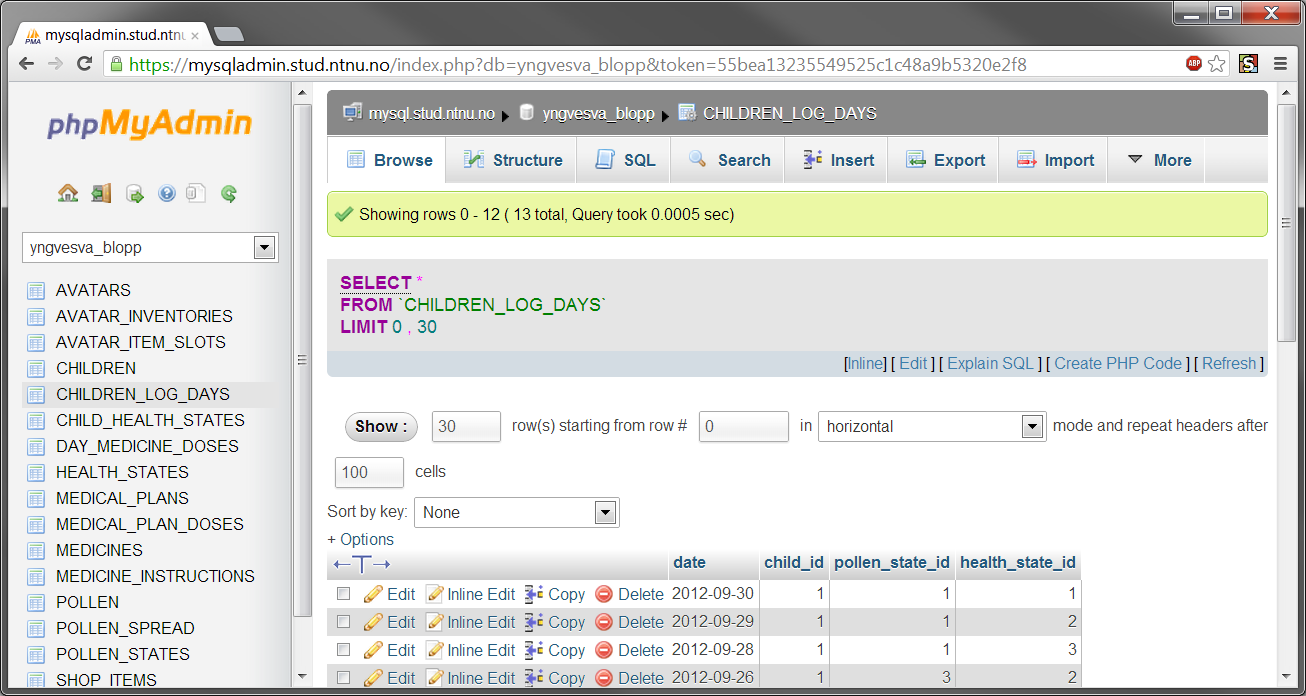 mysqladmin.stud.ntnu
https://mysqladmin.stud.ntnu.no/index.php?db=yngvesva_blopp&token=55bea13235549525c1c48a9b5320e2f8
ABP
S
PMA
phpMyAdmin
yngvesva_blopp
AVATARS
AVATAR_INVENTORIES
AVATAR_ITEM_SLOTS
CHILDREN
CHILDREN_LOG_DAYS
CHILD_HEALTH_STATES
DAY_MEDICINE_DOSES
HEALTH_STATES
MEDICAL_PLANS
MEDICAL_PLAN_DOSES
MEDICINES
MEDICINE_INSTRUCTIONS
POLLEN
POLLEN_SPREAD
POLLEN_STATES
SHOP_ITEMS
mysql.stud.ntnu.no ▸ yngvesva_blopp ▸ CHILDREN_LOG_DAYS
Browse Structure SQL Search Insert Export Import More
Showing rows 0 - 12 ( 13 total, Query took 0.0005 sec)
SELECT *
FROM `CHILDREN_LOG_DAYS`
LIMIT 0 , 30
[Inline] [ Edit ] [ Explain SQL ] [ Create PHP Code ] [ Refresh ]
Show : 30 row(s) starting from row # 0 in horizontal mode and repeat headers after
100 cells
Sort by key: None
+ Options
←T→ date child_id pollen_state_id health_state_id
Edit Inline Edit Copy Delete 2012-09-30 1 1 1
Edit Inline Edit Copy Delete 2012-09-29 1 1 2
Edit Inline Edit Copy Delete 2012-09-28 1 1 3
Edit Inline Edit Copy Delete 2012-09-26 1 3 2